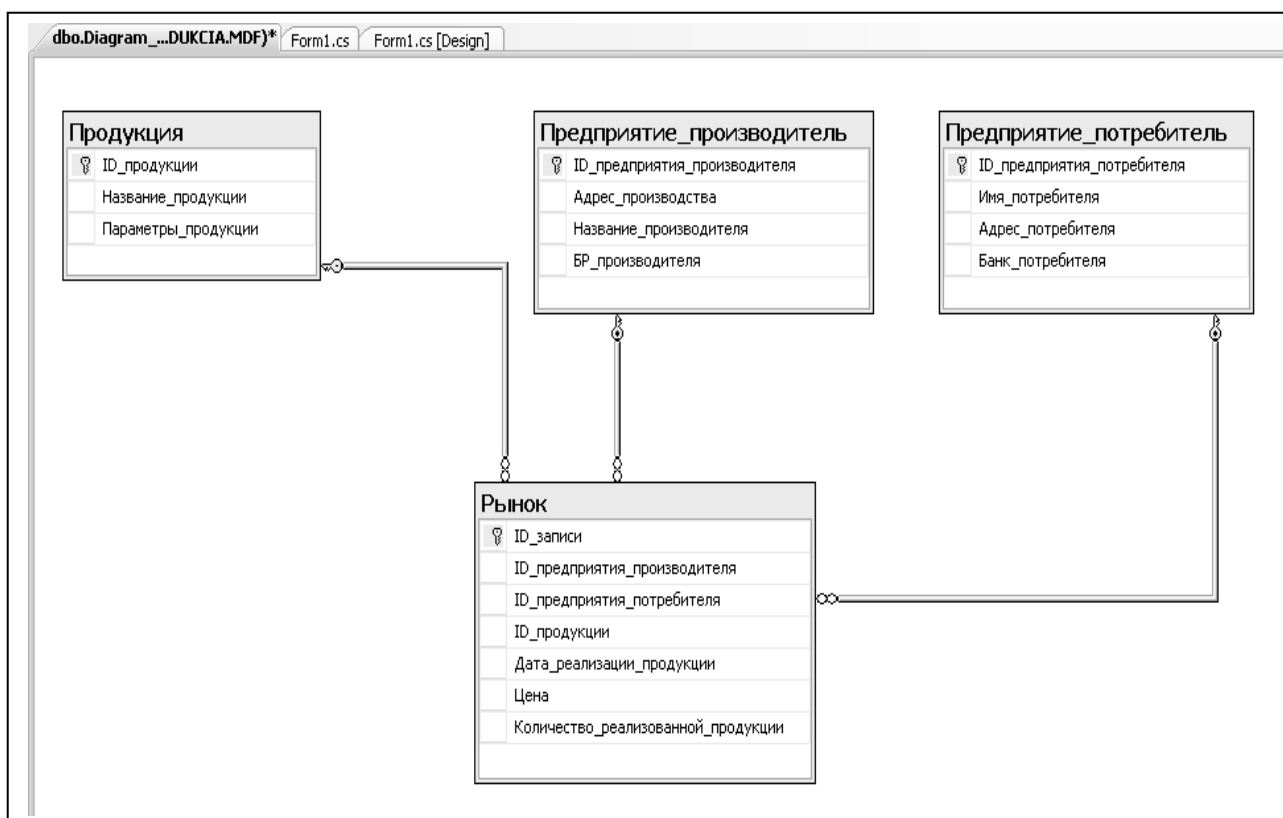 dbo.Diagram_...DUKCIA.MDF)* Form1.cs Form1.cs [Design]
Продукция
ID_продукции
Название_продукции
Параметры_продукции
Предприятие_производитель
ID_предприятия_производителя
Адрес_производства
Название_производителя
БР_производителя
Предприятие_потребитель
ID_предприятия_потребителя
Имя_потребителя
Адрес_потребителя
Банк_потребителя
Рынок
ID_записи
ID_предприятия_производителя
ID_предприятия_потребителя
ID_продукции
Дата_реализации_продукции
Цена
Количество_реализованной_продукции